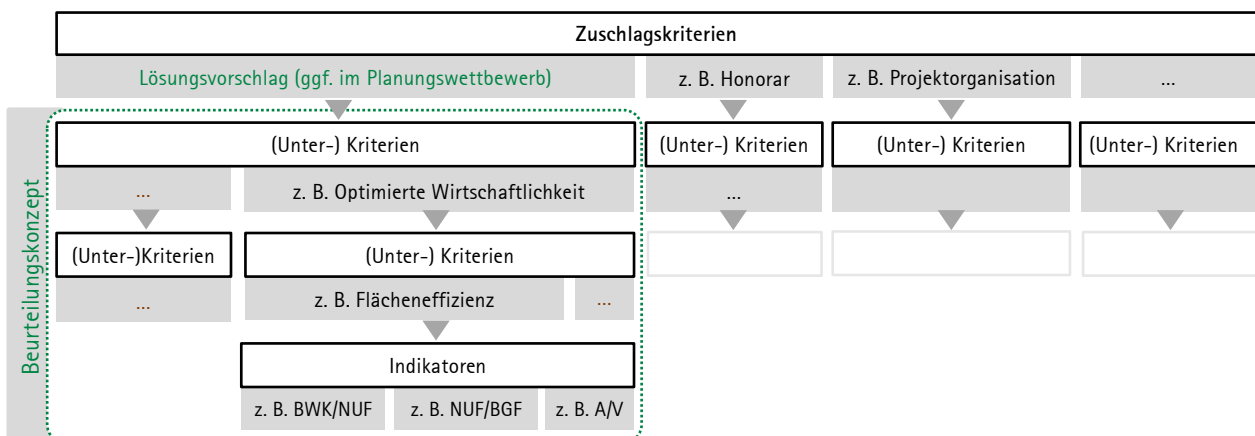 Zuschlagskriterien
Lösungsvorschlag (ggf. im Planungswettbewerb)
z. B. Honorar
z. B. Projektorganisation
...
Beurteilungskonzept
(Unter-) Kriterien
(Unter-) Kriterien
(Unter-) Kriterien
(Unter-) Kriterien
...
z. B. Optimierte Wirtschaftlichkeit
...
(Unter-)Kriterien
(Unter-) Kriterien
...
z. B. Flächeneffizienz
...
Indikatoren
z. B. BWK/NUF
z. B. NUF/BGF
z. B. A/V